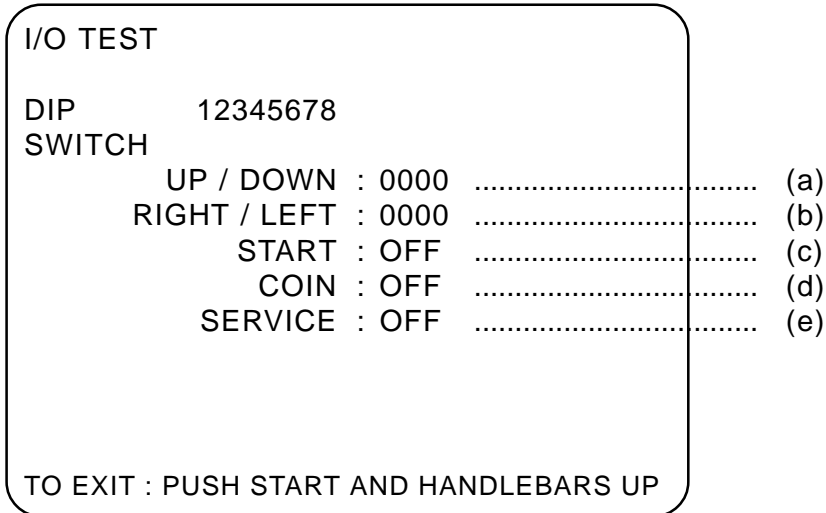 I/O TEST
DIP 12345678
SWITCH
UP / DOWN : 0000 .................................. (a)
RIGHT / LEFT : 0000 .................................. (b)
START : OFF .................................. (c)
COIN : OFF .................................. (d)
SERVICE : OFF .................................. (e)
TO EXIT : PUSH START AND HANDLEBARS UP